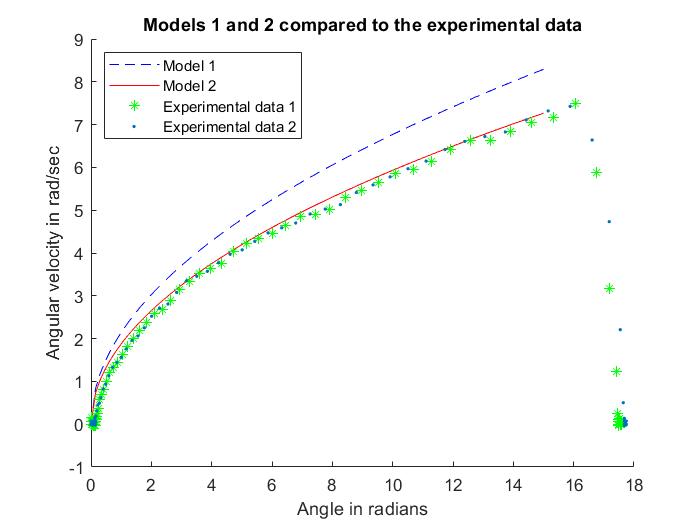 Models 1 and 2 compared to the experimental data
9
8
7
6
5
4
3
2
1
0
-1
Angular velocity in rad/sec
Model 1
Model 2
Experimental data 1
Experimental data 2
0 2 4 6 8 10 12 14 16 18
Angle in radians